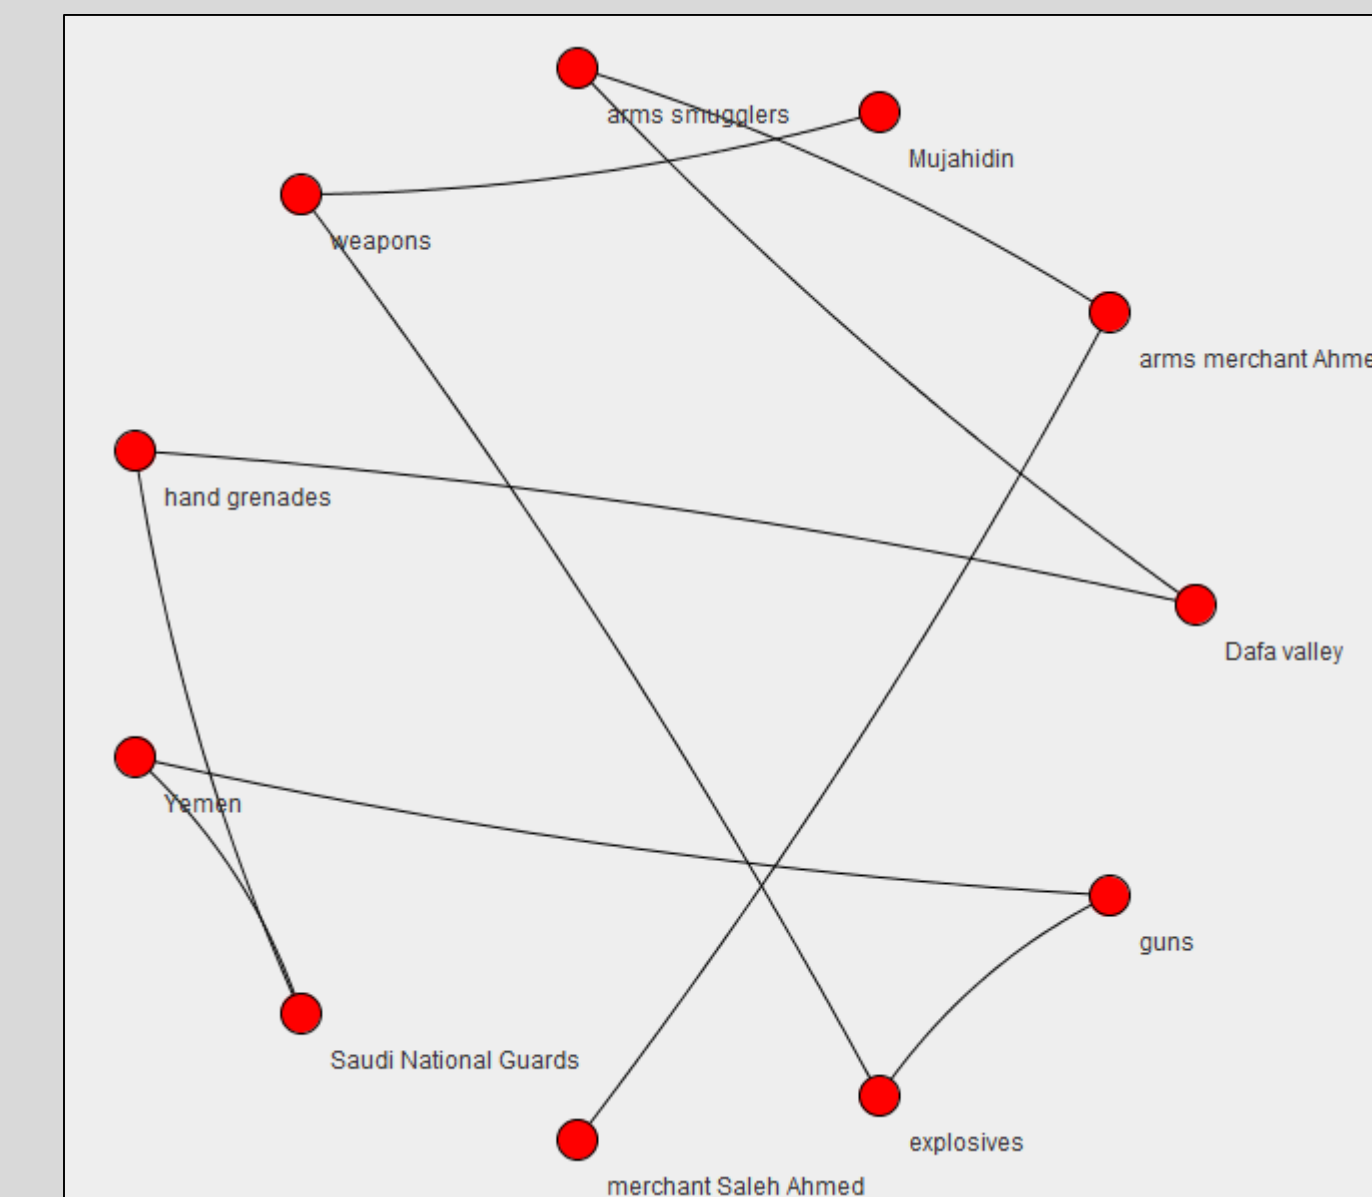 arms smugglers
Mujahidin
weapons
arms merchant
hand grenades
Dafa valley
Yemen
guns
Saudi National Guards
explosives
merchant Saleh Ahmed